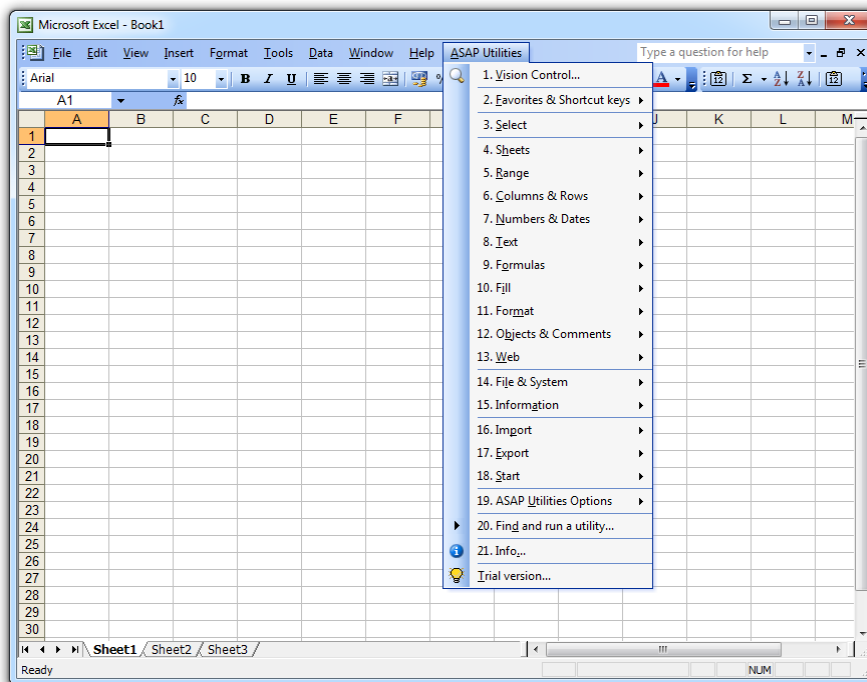 Microsoft Excel - Book1
File Edit View Insert Format Tools Data Window Help ASAP Utilities Type a question for help
Arial 10 B I U % A Σ
A1 fx
A B C D E F J K L M
1
2
3
4
5
6
7
8
9
10
11
12
13
14
15
16
17
18
19
20
21
22
23
24
25
26
27
28
29
30
1. Vision Control...
2. Favorites & Shortcut keys
3. Select
4. Sheets
5. Range
6. Columns & Rows
7. Numbers & Dates
8. Text
9. Formulas
10. Fill
11. Format
12. Objects & Comments
13. Web
14. File & System
15. Information
16. Import
17. Export
18. Start
19. ASAP Utilities Options
20. Find and run a utility...
21. Info...
Trial version...
Sheet1 Sheet2 Sheet3
Ready NUM